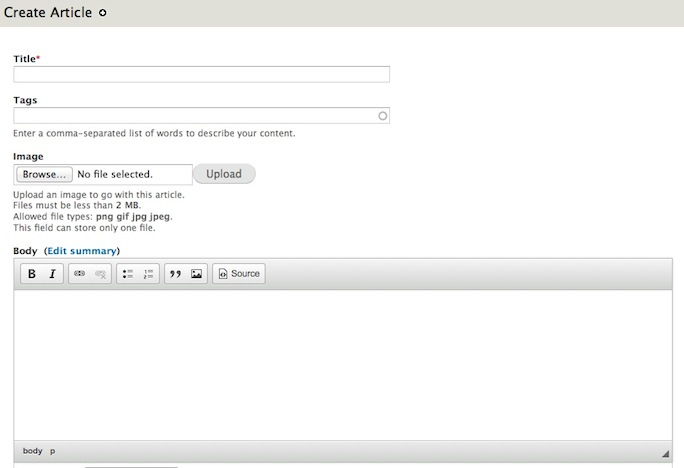 Create Article
Title*
Tags
Enter a comma-separated list of words to describe your content.
Image
Browse... No file selected. Upload
Upload an image to go with this article.
Files must be less than 2 MB.
Allowed file types: png gif jpg jpeg.
This field can store only one file.
Body (Edit summary)
B I Source
body p